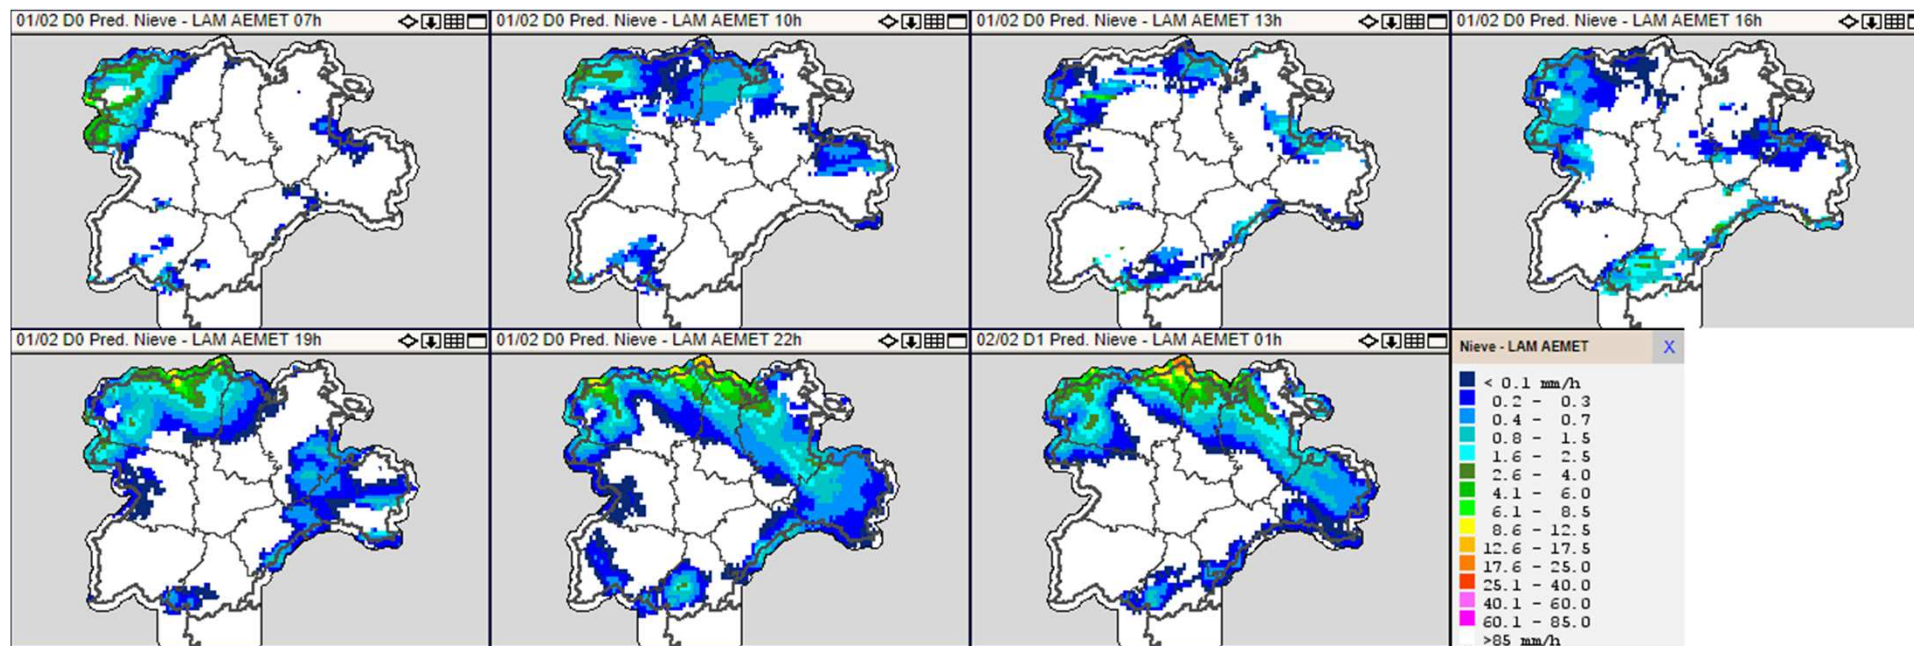 01/02 D0 Pred. Nieve - LAM AEMET 07h
01/02 D0 Pred. Nieve - LAM AEMET 10h
01/02 D0 Pred. Nieve - LAM AEMET 13h
01/02 D0 Pred. Nieve - LAM AEMET 16h
01/02 D0 Pred. Nieve - LAM AEMET 19h
01/02 D0 Pred. Nieve - LAM AEMET 22h
02/02 D1 Pred. Nieve - LAM AEMET 01h
Nieve - LAM AEMET X
< 0.1 mm/h
0.2 - 0.3
0.4 - 0.7
0.8 - 1.5
1.6 - 2.5
2.6 - 4.0
4.1 - 6.0
6.1 - 8.5
8.6 - 12.5
12.6 - 17.5
17.6 - 25.0
25.1 - 40.0
40.1 - 60.0
60.1 - 85.0
>85 mm/h